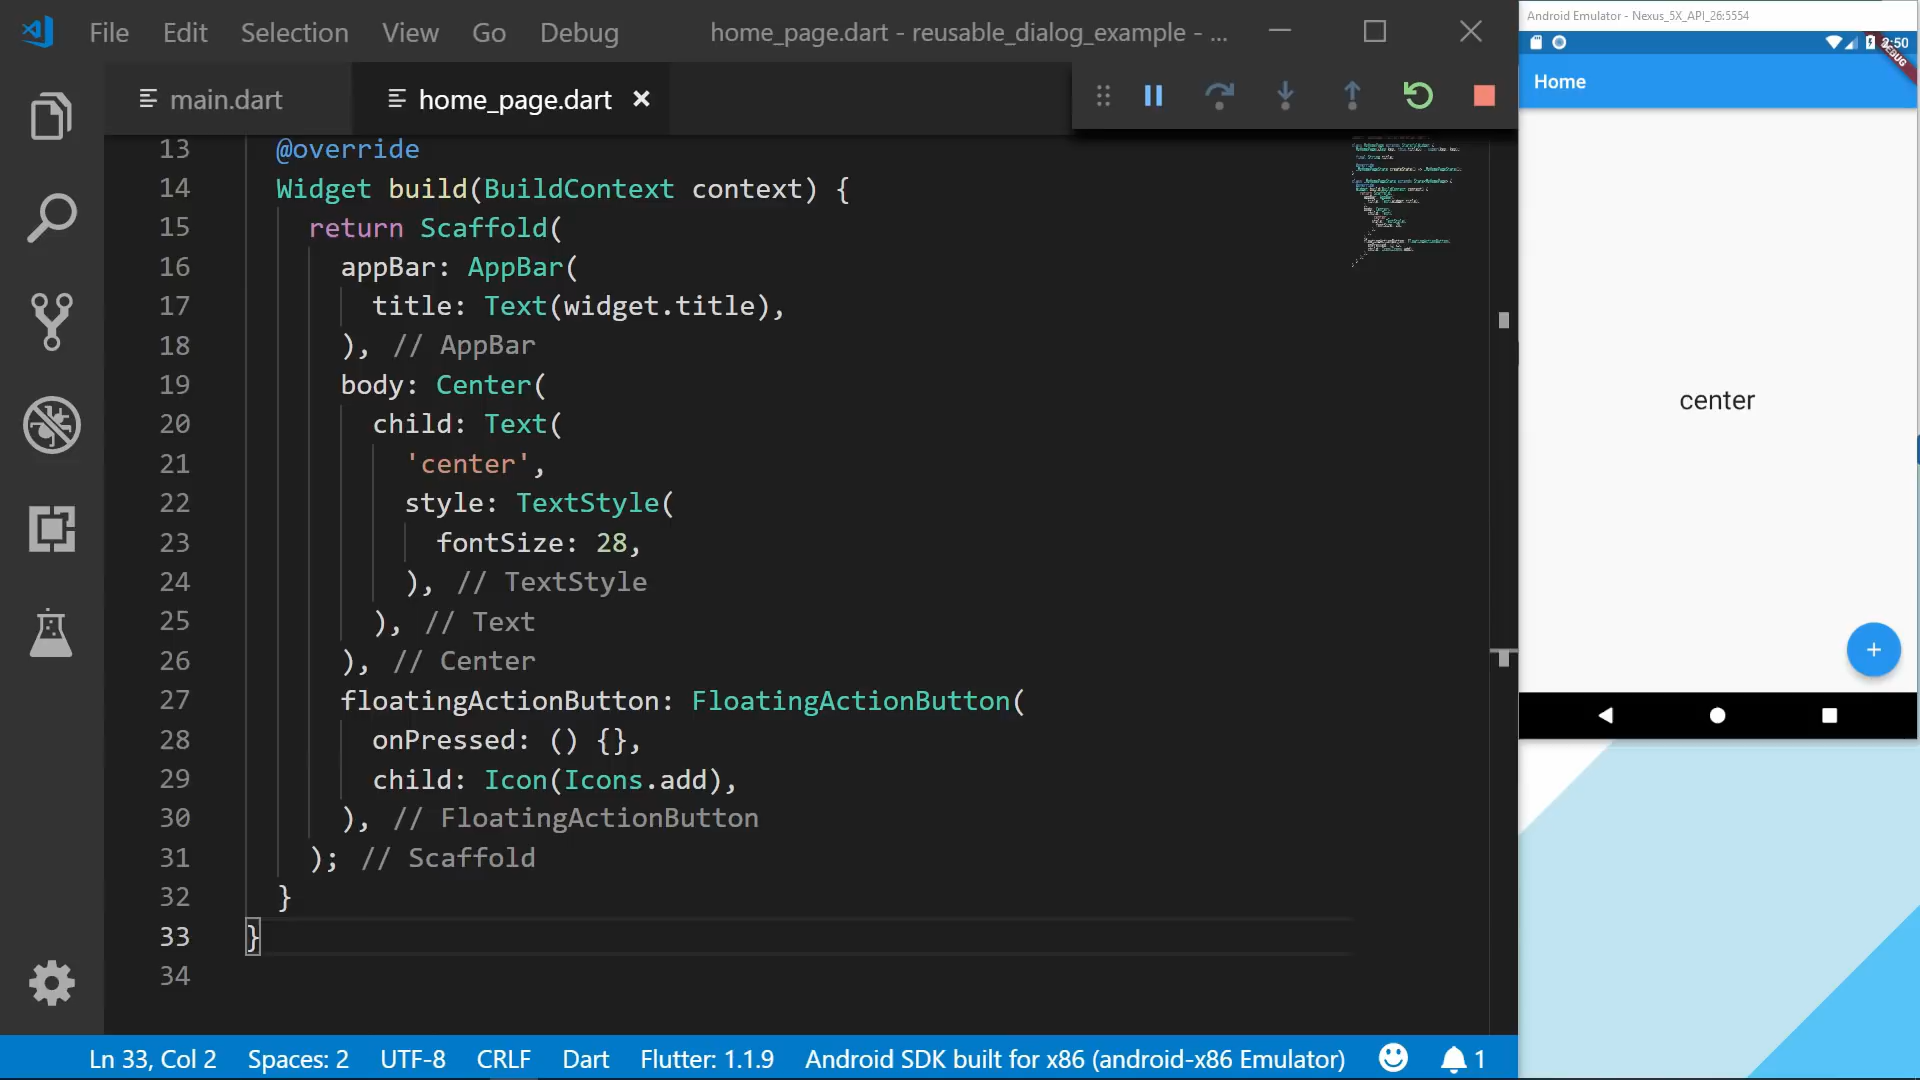 File Edit Selection View Go Debug home_page.dart - reusable_dialog_example - ...
main.dart home_page.dart
13 @override
14 Widget build(BuildContext context) {
15 return Scaffold(
16 appBar: AppBar(
17 title: Text(widget.title),
18 ), // AppBar
19 body: Center(
20 child: Text(
21 'center',
22 style: TextStyle(
23 fontSize: 28,
24 ), // TextStyle
25 ), // Text
26 ), // Center
27 floatingActionButton: FloatingActionButton(
28 onPressed: () {},
29 child: Icon(Icons.add),
30 ), // FloatingActionButton
31 ); // Scaffold
32 }
33 }
34
Ln 33, Col 2 Spaces: 2 UTF-8 CRLF Dart Flutter: 1.1.9 Android SDK built for x86 (android-x86 Emulator) 1
Android Emulator - Nexus_5X_API_26:5554
DEBUG
Home
center